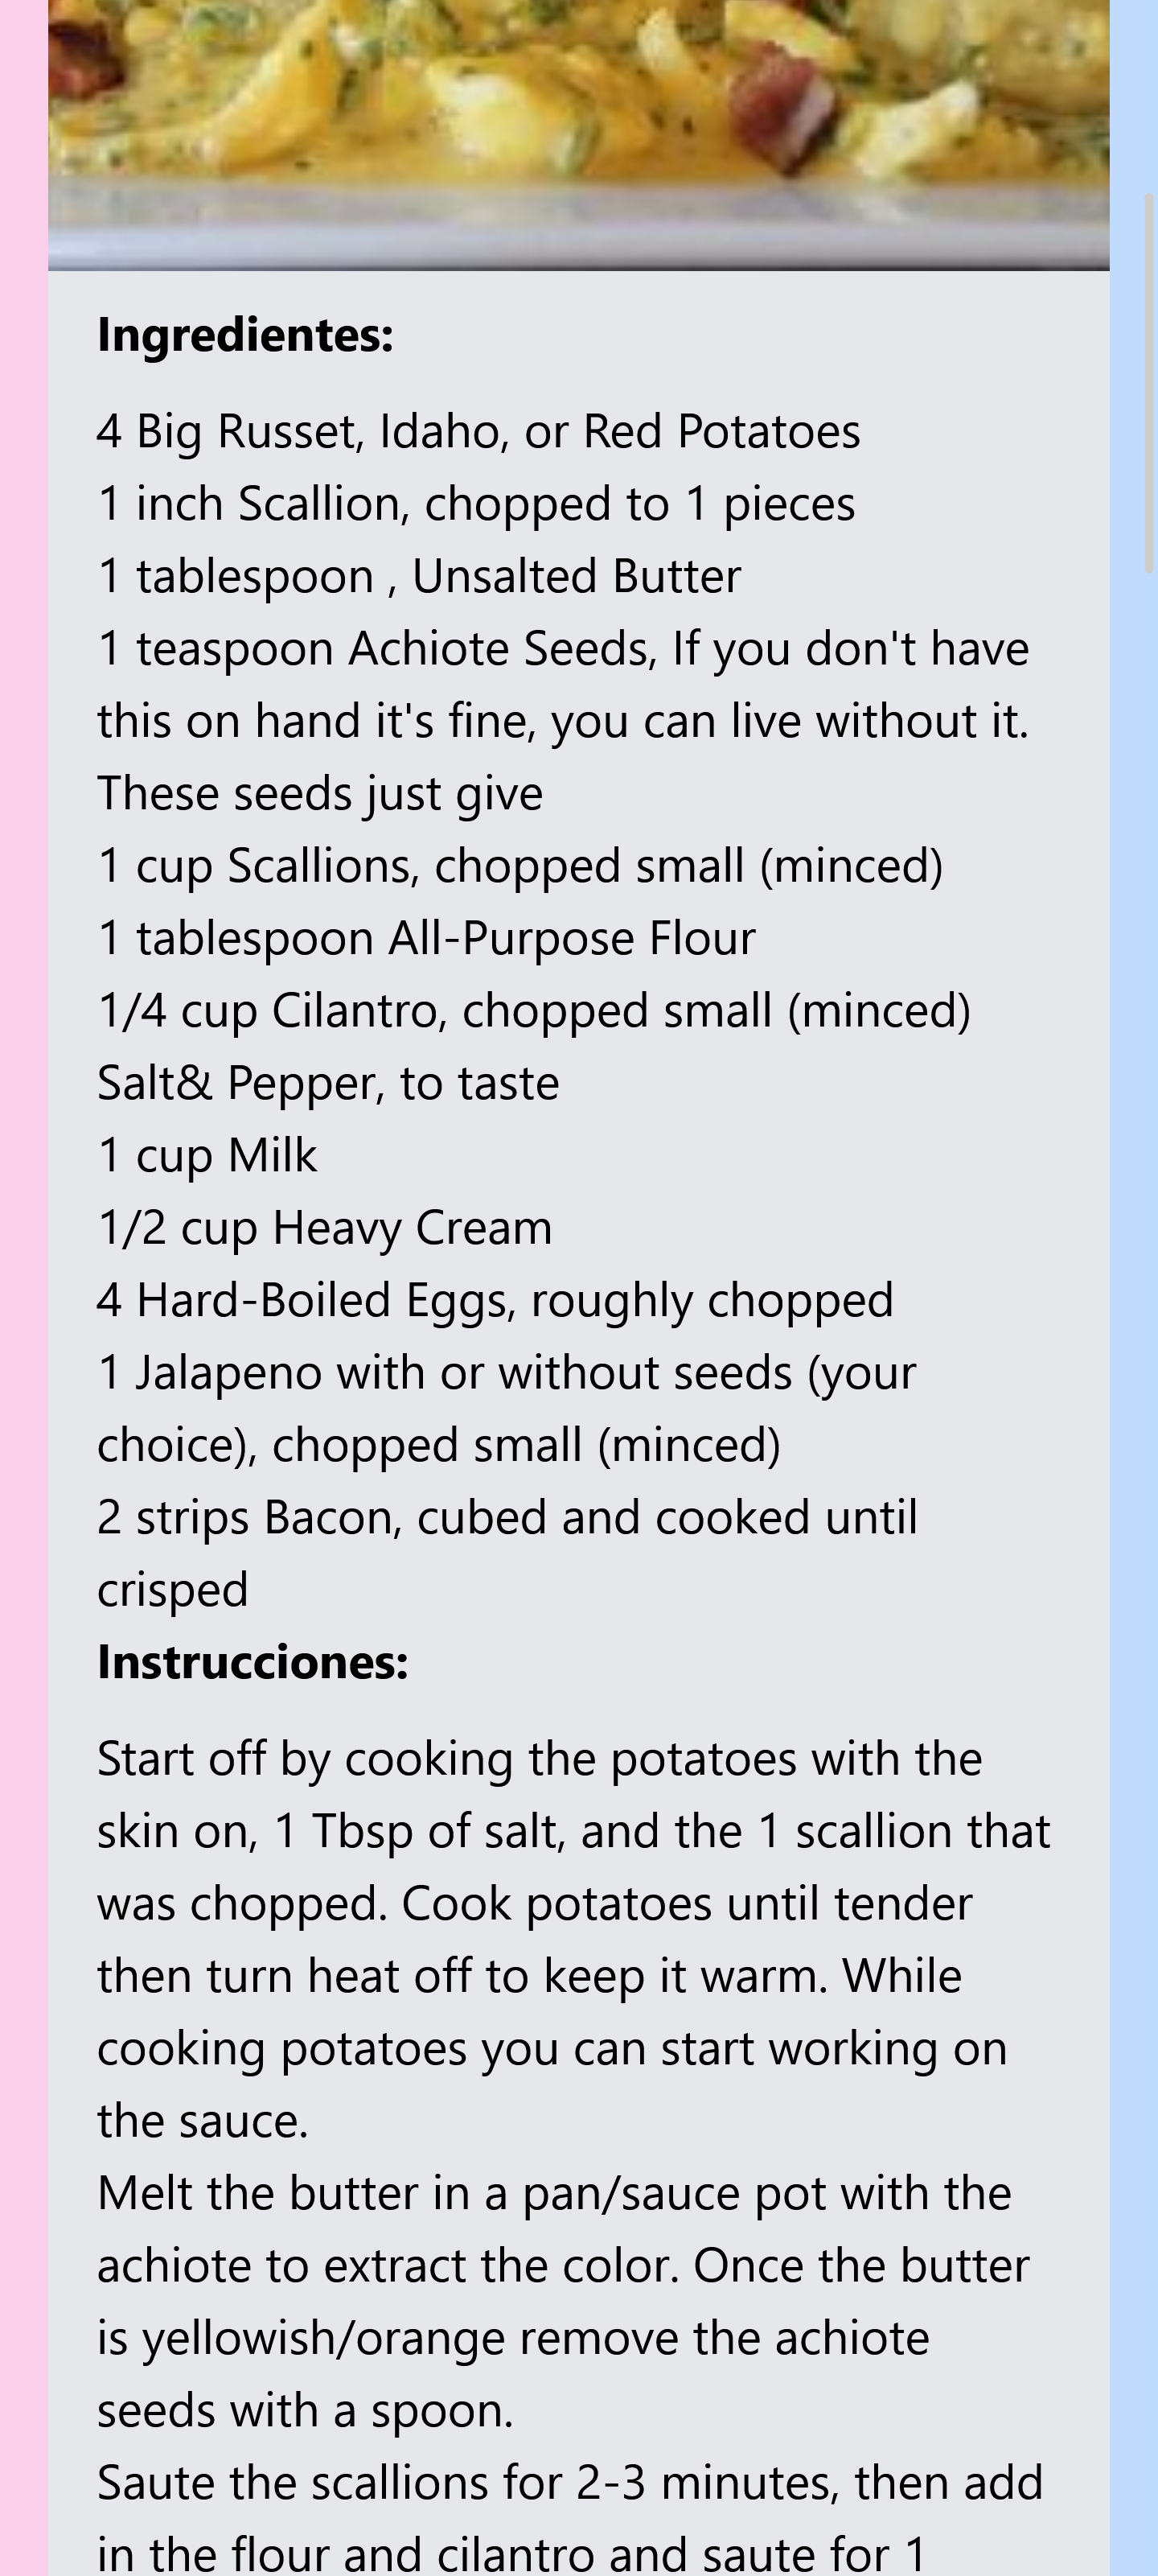 Ingredientes:
4 Big Russet, Idaho, or Red Potatoes
1 inch Scallion, chopped to 1 pieces
1 tablespoon , Unsalted Butter
1 teaspoon Achiote Seeds, If you don't have
this on hand it's fine, you can live without it.
These seeds just give
1 cup Scallions, chopped small (minced)
1 tablespoon All-Purpose Flour
1/4 cup Cilantro, chopped small (minced)
Salt& Pepper, to taste
1 cup Milk
1/2 cup Heavy Cream
4 Hard-Boiled Eggs, roughly chopped
1 Jalapeno with or without seeds (your
choice), chopped small (minced)
2 strips Bacon, cubed and cooked until
crisped
Instrucciones:
Start off by cooking the potatoes with the
skin on, 1 Tbsp of salt, and the 1 scallion that
was chopped. Cook potatoes until tender
then turn heat off to keep it warm. While
cooking potatoes you can start working on
the sauce.
Melt the butter in a pan/sauce pot with the
achiote to extract the color. Once the butter
is yellowish/orange remove the achiote
seeds with a spoon.
Saute the scallions for 2-3 minutes, then add
in the flour and cilantro and saute for 1